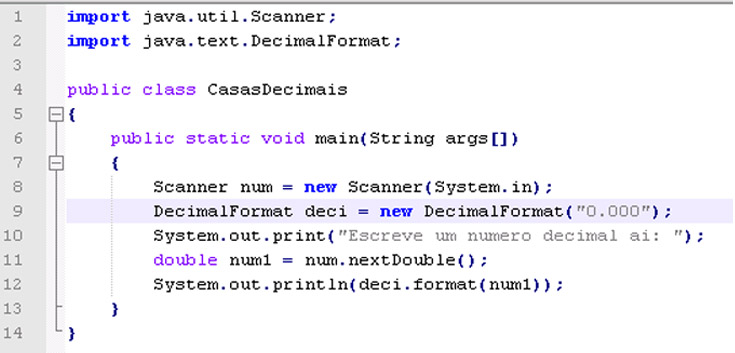 1 import java.util.Scanner;
2 import java.text.DecimalFormat;
3
4 public class CasasDecimais
5 {
6 public static void main(String args[])
7 {
8 Scanner num = new Scanner(System.in);
9 DecimalFormat deci = new DecimalFormat("0.000");
10 System.out.print("Escreve um numero decimal ai: ");
11 double num1 = num.nextDouble();
12 System.out.println(deci.format(num1));
13 }
14 }